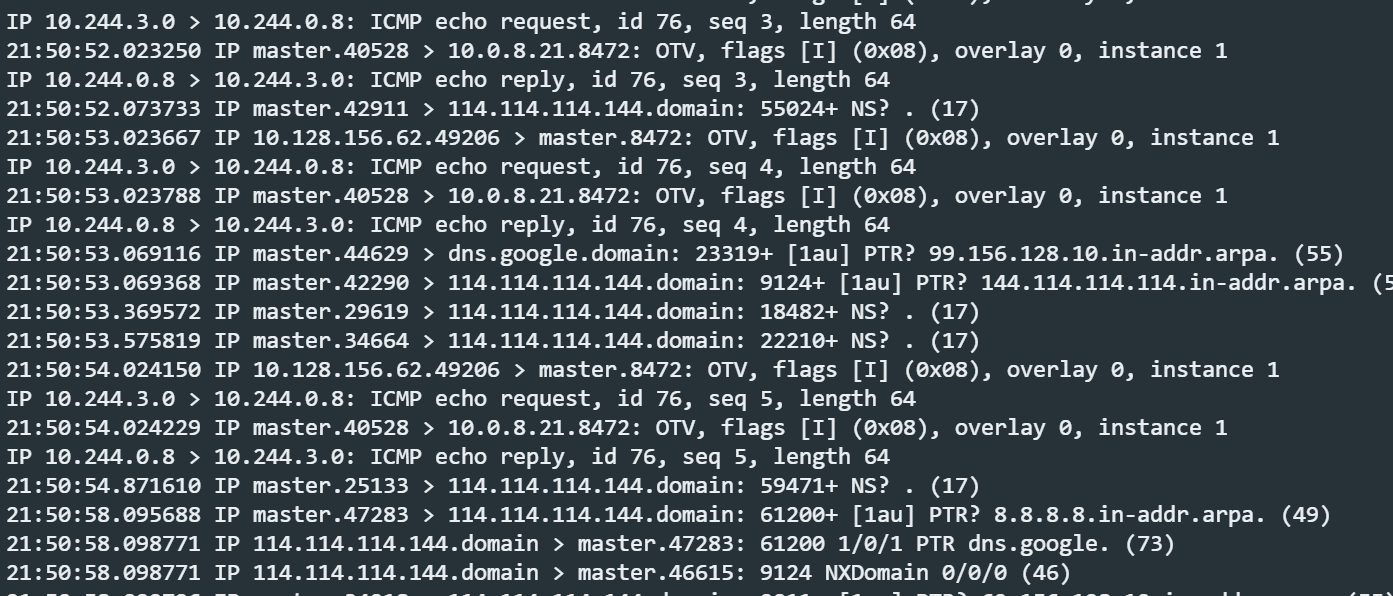 IP 10.244.3.0 > 10.244.0.8: ICMP echo request, id 76, seq 3, length 64
21:50:52.023250 IP master.40528 > 10.0.8.21.8472: OTV, flags [I] (0x08), overlay 0, instance 1
IP 10.244.0.8 > 10.244.3.0: ICMP echo reply, id 76, seq 3, length 64
21:50:52.073733 IP master.42911 > 114.114.114.144.domain: 55024+ NS? . (17)
21:50:53.023667 IP 10.128.156.62.49206 > master.8472: OTV, flags [I] (0x08), overlay 0, instance 1
IP 10.244.3.0 > 10.244.0.8: ICMP echo request, id 76, seq 4, length 64
21:50:53.023788 IP master.40528 > 10.0.8.21.8472: OTV, flags [I] (0x08), overlay 0, instance 1
IP 10.244.0.8 > 10.244.3.0: ICMP echo reply, id 76, seq 4, length 64
21:50:53.069116 IP master.44629 > dns.google.domain: 23319+ [1au] PTR? 99.156.128.10.in-addr.arpa. (55)
21:50:53.069368 IP master.42290 > 114.114.114.144.domain: 9124+ [1au] PTR? 144.114.114.114.in-addr.arpa. (5
21:50:53.369572 IP master.29619 > 114.114.114.144.domain: 18482+ NS? . (17)
21:50:53.575819 IP master.34664 > 114.114.114.144.domain: 22210+ NS? . (17)
21:50:54.024150 IP 10.128.156.62.49206 > master.8472: OTV, flags [I] (0x08), overlay 0, instance 1
IP 10.244.3.0 > 10.244.0.8: ICMP echo request, id 76, seq 5, length 64
21:50:54.024229 IP master.40528 > 10.0.8.21.8472: OTV, flags [I] (0x08), overlay 0, instance 1
IP 10.244.0.8 > 10.244.3.0: ICMP echo reply, id 76, seq 5, length 64
21:50:54.871610 IP master.25133 > 114.114.114.144.domain: 59471+ NS? . (17)
21:50:58.095688 IP master.47283 > 114.114.114.144.domain: 61200+ [1au] PTR? 8.8.8.8.in-addr.arpa. (49)
21:50:58.098771 IP 114.114.114.144.domain > master.47283: 61200 1/0/1 PTR dns.google. (73)
21:50:58.098771 IP 114.114.114.144.domain > master.46615: 9124 NXDomain 0/0/0 (46)